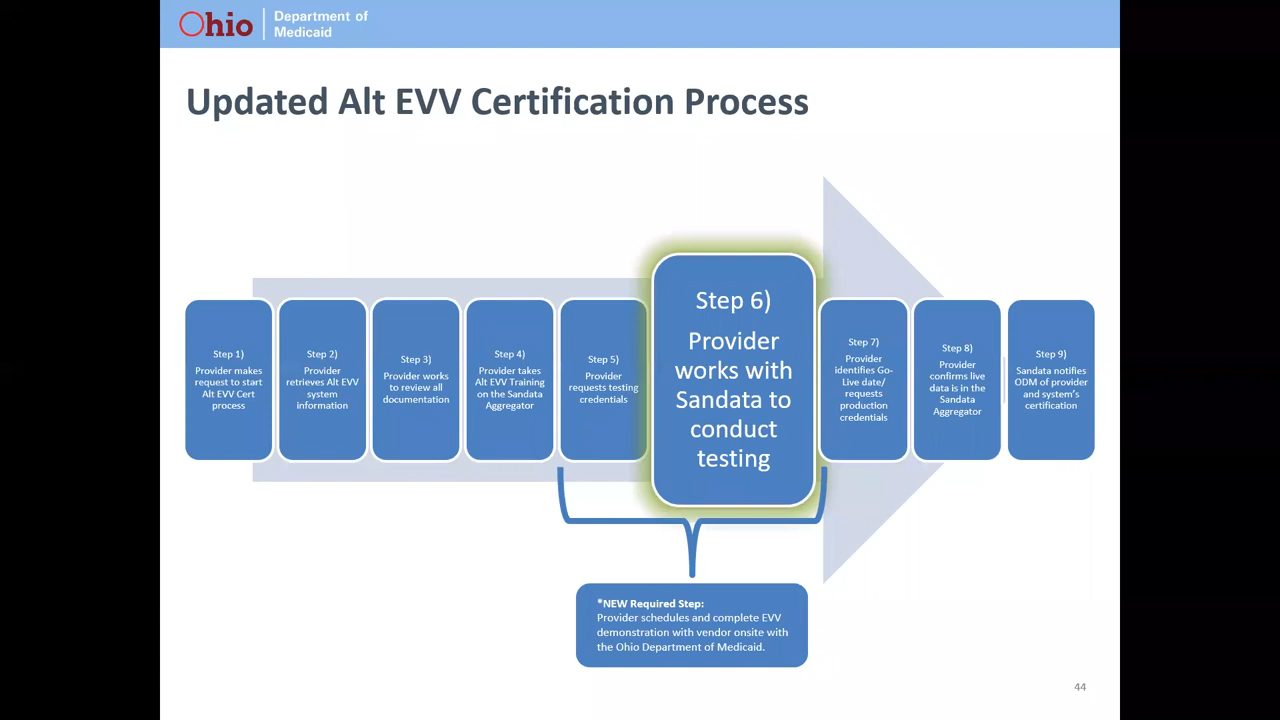 Ohio
Department of
Medicaid
Updated Alt EVV Certification Process
Step 1)
Provider makes
request to start
Alt EVV Cert
process
Step 2)
Provider
retrieves Alt EVV
system
information
Step 3)
Provider works
to review all
documentation
Step 4)
Provider takes
Alt EVV Training
on the Sandata
Aggregator
Step 5)
Provider
requests testing
credentials
Step 6)
Provider
works with
Sandata to
conduct
testing
Step 7)
Provider
identifies Go-
Live date/
requests
production
credentials
Step 8)
Provider
confirms live
data is in the
Sandata
Aggregator
Step 9)
Sandata notifies
ODM of provider
and system's
certification
*NEW Required Step:
Provider schedules and complete EVV
demonstration with vendor onsite with
the Ohio Department of Medicaid.
44